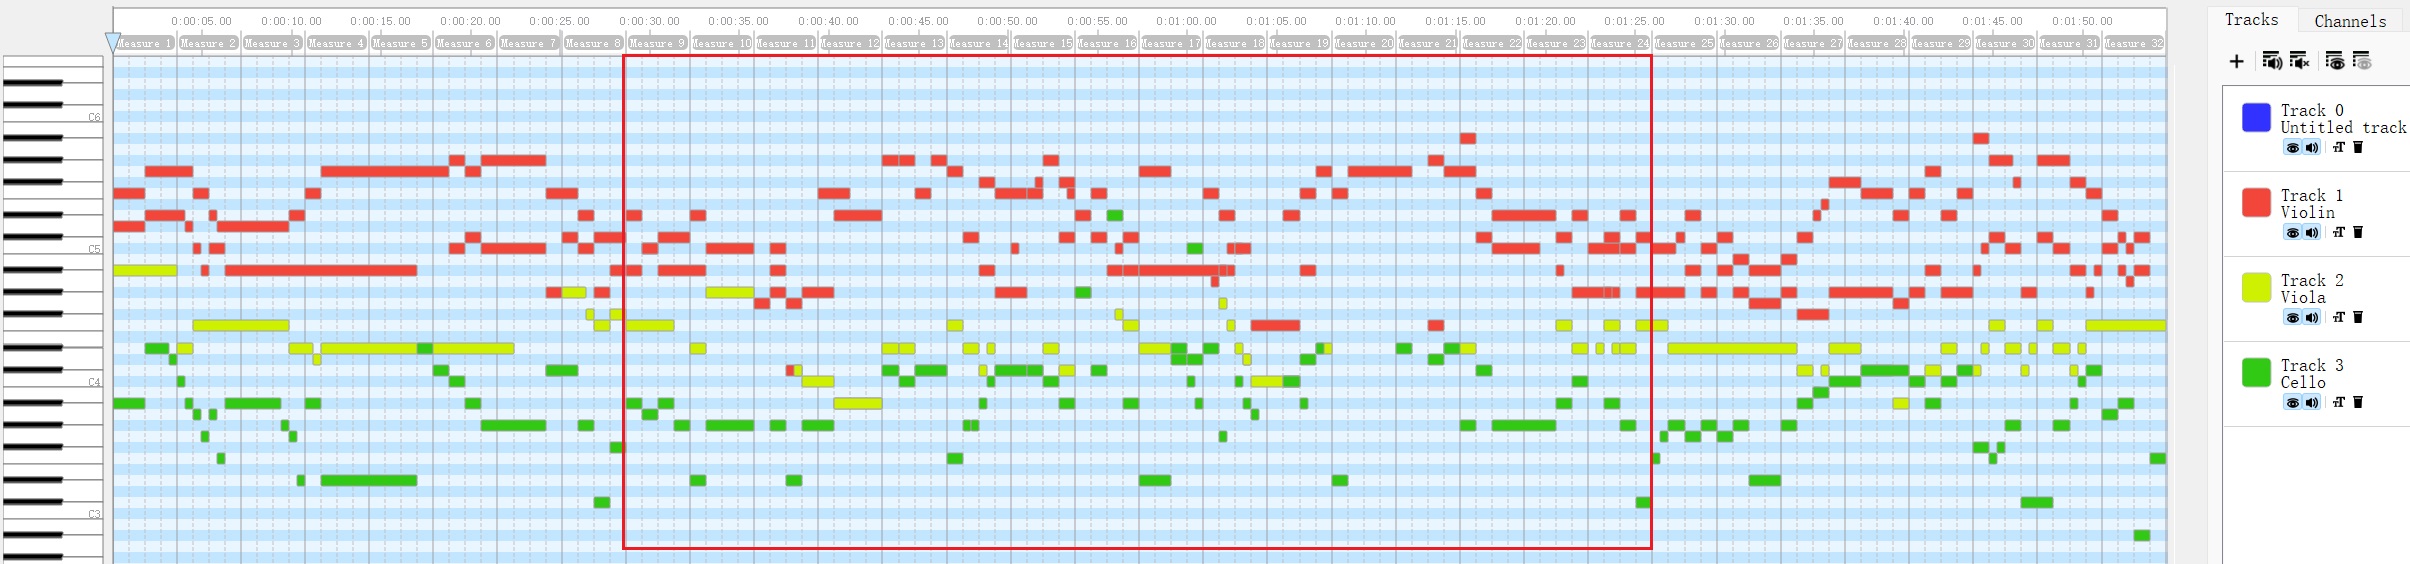 0:00:05.00 0:00:10.00 0:00:15.00 0:00:20.00 0:00:25.00 0:00:30.00 0:00:35.00 0:00:40.00 0:00:45.00 0:00:50.00 0:00:55.00 0:01:00.00 0:01:05.00 0:01:10.00 0:01:15.00 0:01:20.00 0:01:25.00 0:01:30.00 0:01:35.00 0:01:40.00 0:01:45.00 0:01:50.00
Measure 1 Measure 2 Measure 3 Measure 4 Measure 5 Measure 6 Measure 7 Measure 8 Measure 9 Measure 10 Measure 11 Measure 12 Measure 13 Measure 14 Measure 15 Measure 16 Measure 17 Measure 18 Measure 19 Measure 20 Measure 21 Measure 22 Measure 23 Measure 24 Measure 25 Measure 26 Measure 27 Measure 28 Measure 29 Measure 30 Measure 31 Measure 32
C6
C5
C4
C3
Tracks Channels
Track 0
Untitled track
Track 1
Violin
Track 2
Viola
Track 3
Cello